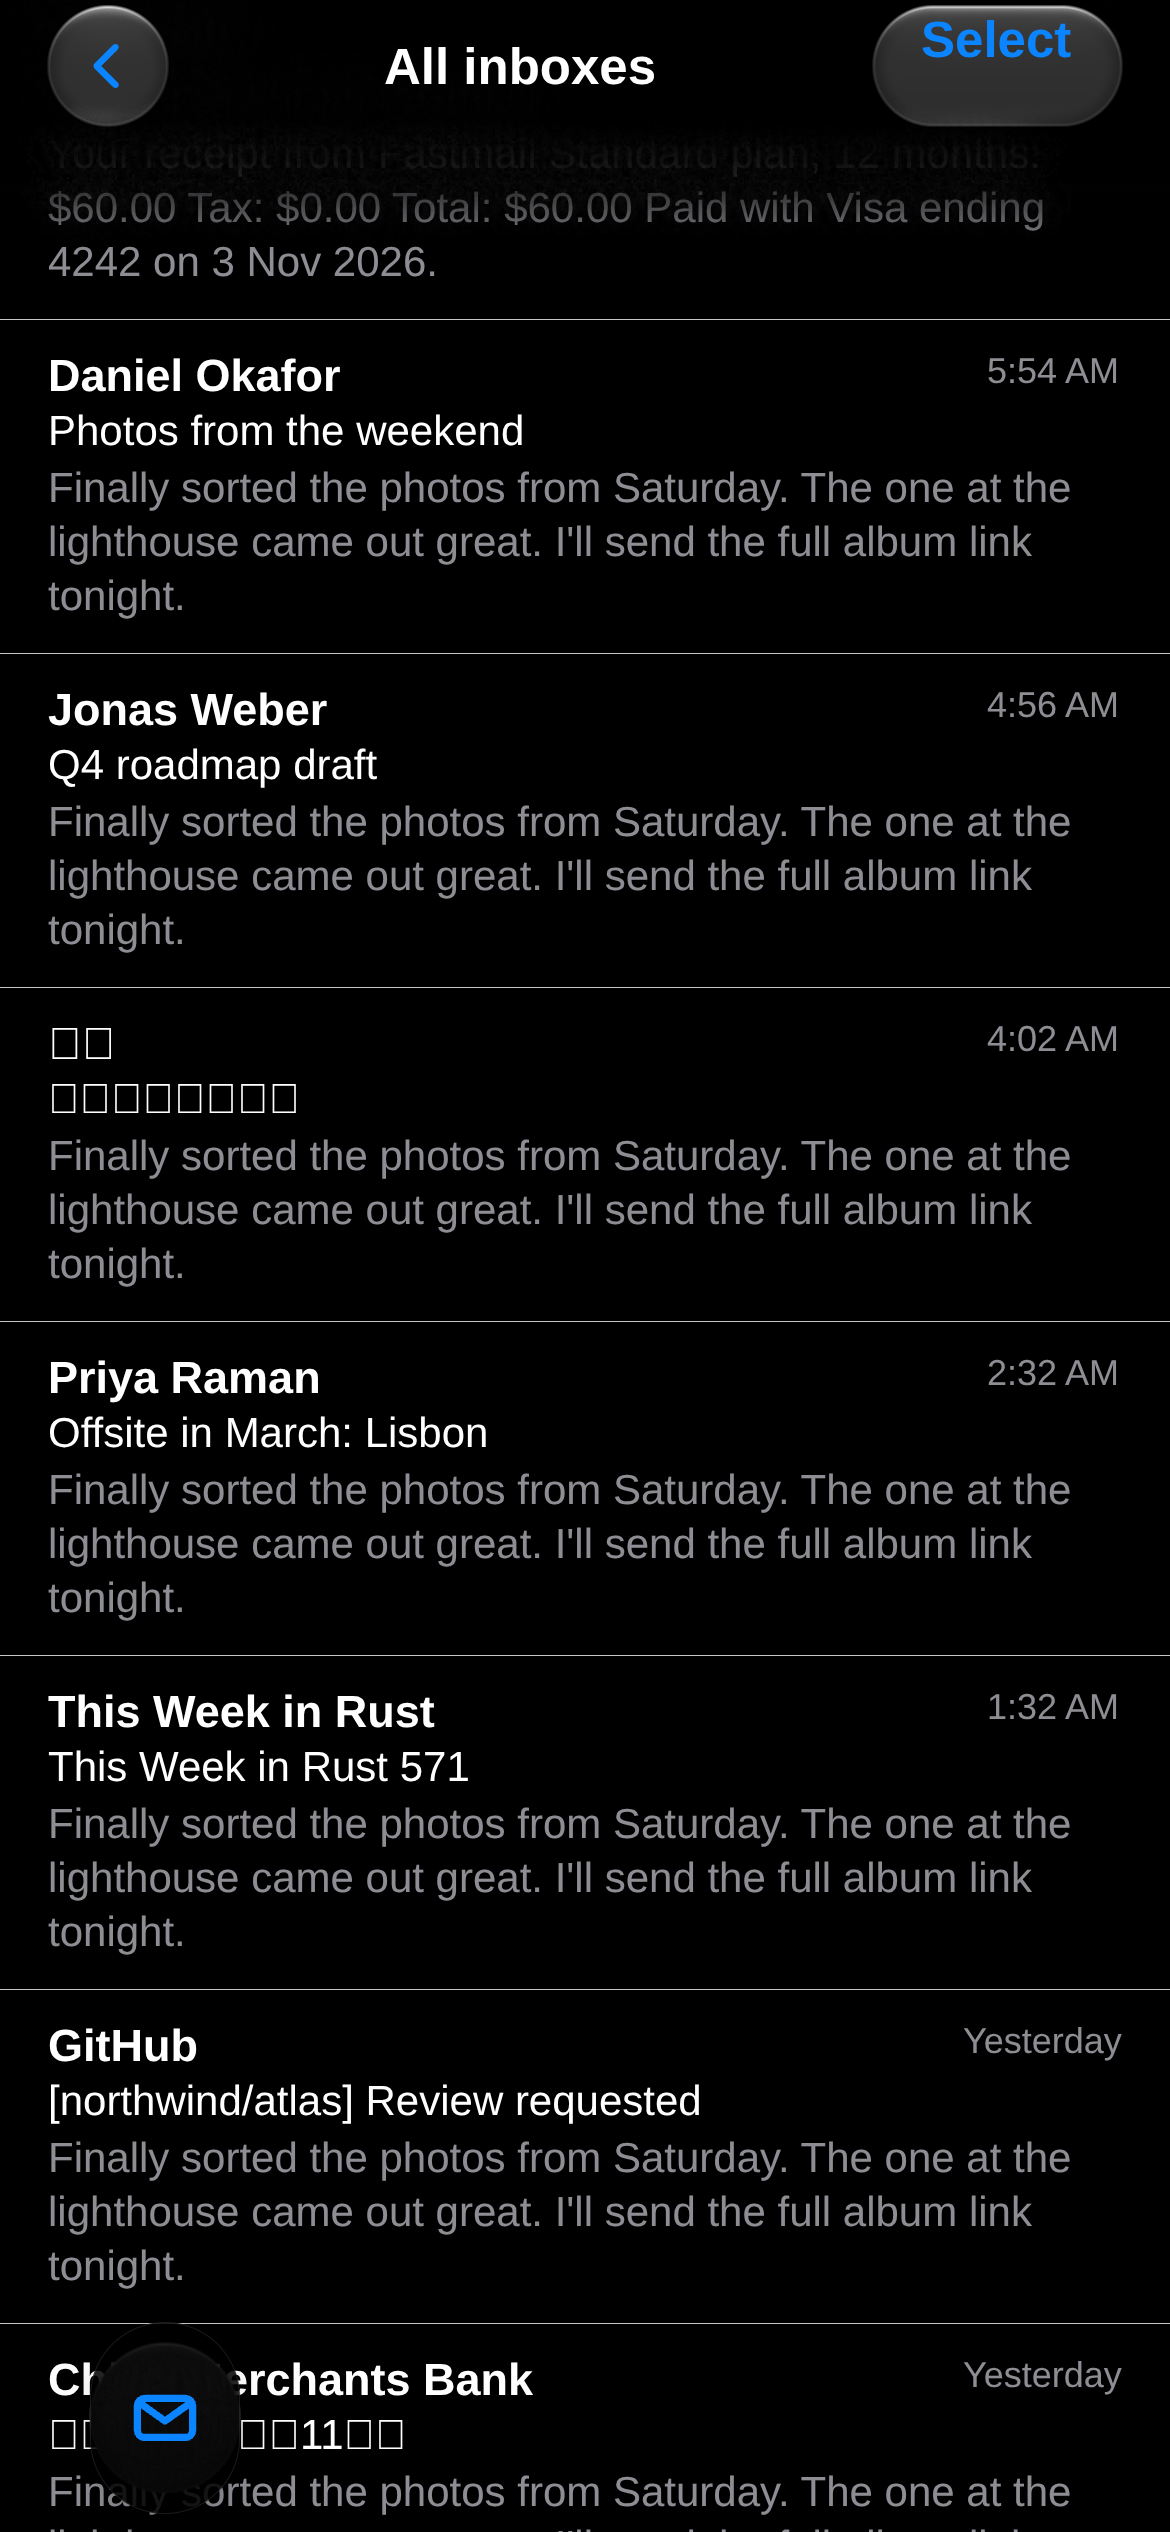 All inboxes
Select
Your receipt from Fastmail Standard plan, 12 months:
$60.00 Tax: $0.00 Total: $60.00 Paid with Visa ending
4242 on 3 Nov 2026.
Daniel Okafor
5:54 AM
Photos from the weekend
Finally sorted the photos from Saturday. The one at the
lighthouse came out great. I'll send the full album link
tonight.
Jonas Weber
4:56 AM
Q4 roadmap draft
Finally sorted the photos from Saturday. The one at the
lighthouse came out great. I'll send the full album link
tonight.
4:02 AM
Finally sorted the photos from Saturday. The one at the
lighthouse came out great. I'll send the full album link
tonight.
Priya Raman
2:32 AM
Offsite in March: Lisbon
Finally sorted the photos from Saturday. The one at the
lighthouse came out great. I'll send the full album link
tonight.
This Week in Rust
1:32 AM
This Week in Rust 571
Finally sorted the photos from Saturday. The one at the
lighthouse came out great. I'll send the full album link
tonight.
GitHub
Yesterday
[northwind/atlas] Review requested
Finally sorted the photos from Saturday. The one at the
lighthouse came out great. I'll send the full album link
tonight.
Bank
Yesterday
11
Finally sorted the photos from Saturday. The one at the